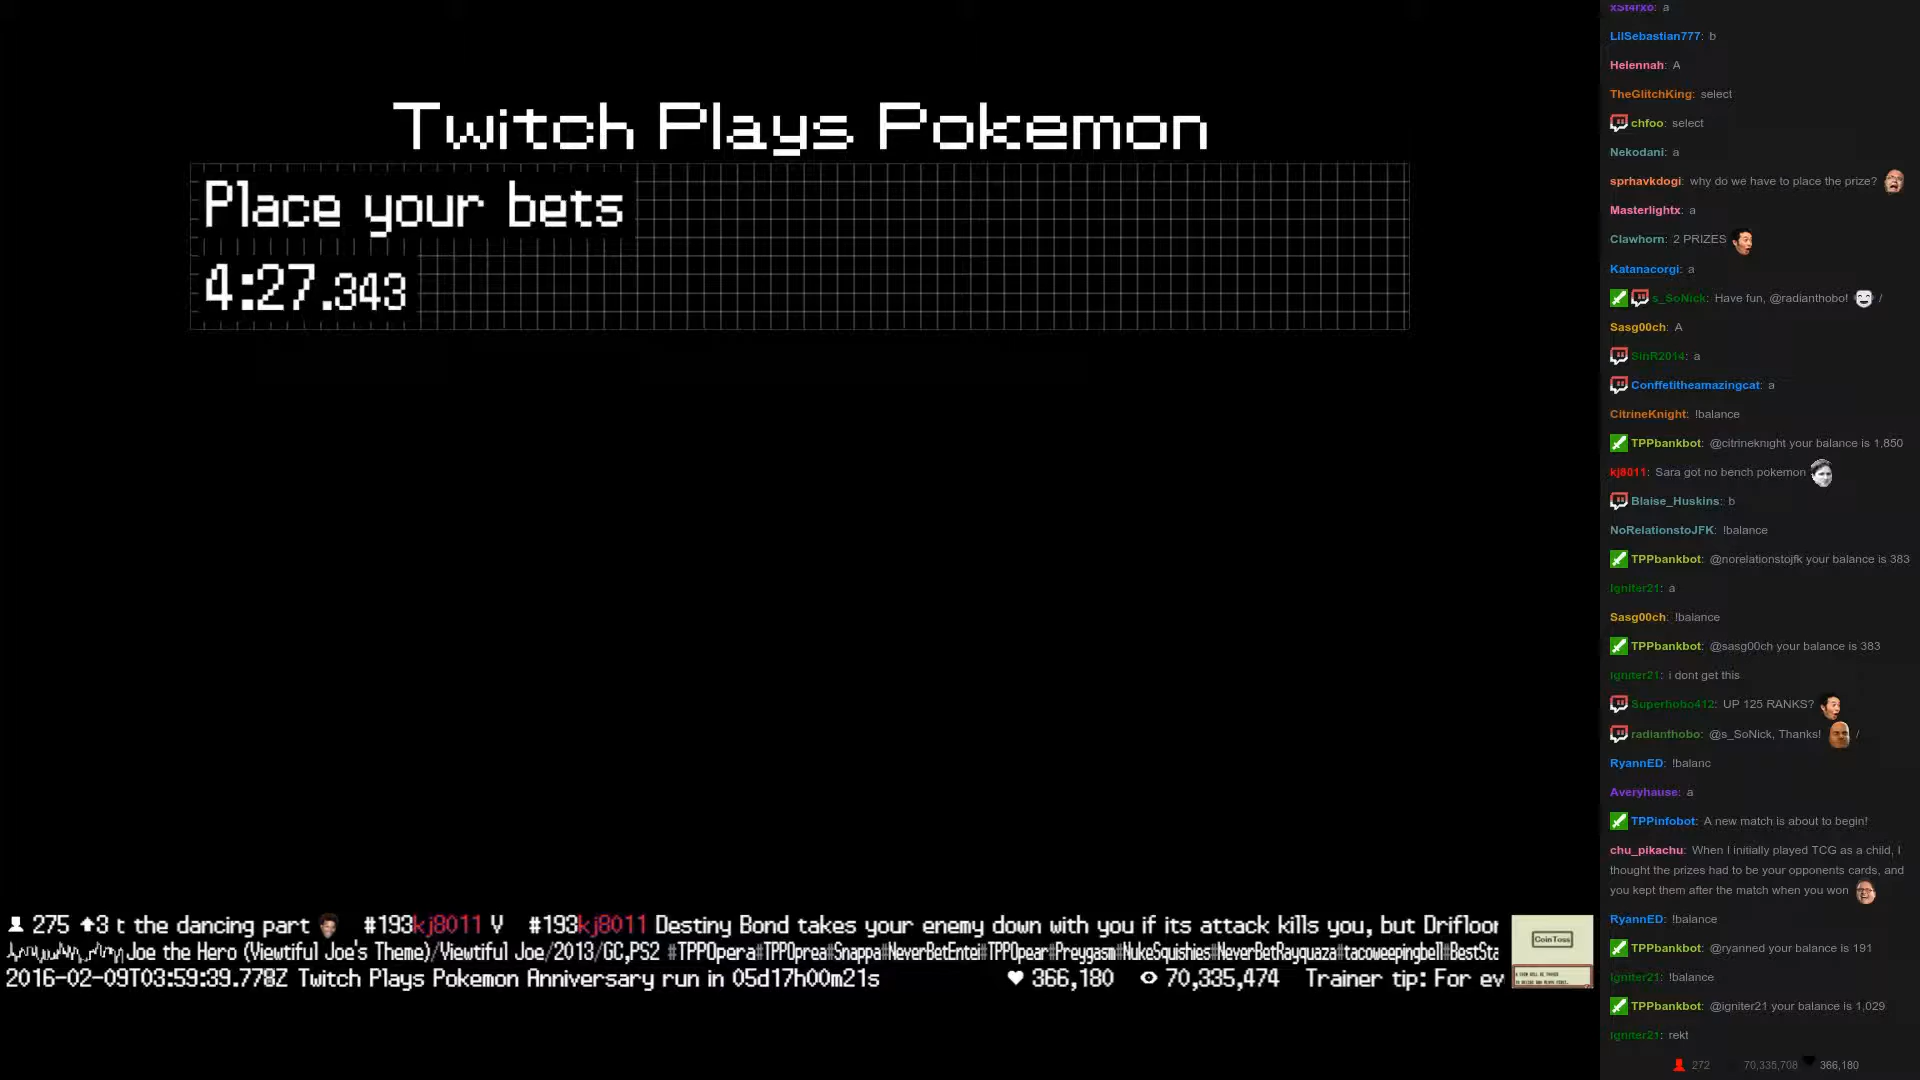 Twitch Plays Pokemon
Place your bets
4:27.343
275 3 t the dancing part #193kj8011 V #193kj8011 Destiny Bond takes your enemy down with you if its attack kills you, but Drifloon
Joe the Hero (Viewtiful Joe's Theme)/Viewtiful Joe/2013/GC,PS2 #TPPOpera#TPPOprea#Snappa#NeverBetEntei#TPPOpear#Preygasm#NukeSquishies#NeverBetRayquaza#tacoweepingbell#BestSta
2016-02-09T03:59:39.778Z Twitch Plays Pokemon Anniversary run in 05d17h00m21s 366,180 70,335,474 Trainer tip: For ev
CoinToss
xSt4rxo: a
LilSebastian777: b
Helennah: A
TheGlitchKing: select
chfoo: select
Nekodani: a
sprhavkdogi: why do we have to place the prize?
Masterlightx: a
Clawhorn: 2 PRIZES
Katanacorgi: a
s_SoNick: Have fun, @radianthobo! /
Sasg00ch: A
SinR2014: a
Conffetitheamazingcat: a
CitrineKnight: !balance
TPPbankbot: @citrineknight your balance is 1,850
kj8011: Sara got no bench pokemon
Blaise_Huskins: b
NoRelationstoJFK: !balance
TPPbankbot: @norelationstojfk your balance is 383
Igniter21: a
Sasg00ch: !balance
TPPbankbot: @sasg00ch your balance is 383
Igniter21: i dont get this
Superhobo412: UP 125 RANKS?
radianthobo: @s_SoNick, Thanks! /
RyannED: !balanc
Averyhause: a
TPPinfobot: A new match is about to begin!
chu_pikachu: When I initially played TCG as a child, I
thought the prizes had to be your opponents cards, and
you kept them after the match when you won
RyannED: !balance
TPPbankbot: @ryanned your balance is 191
Igniter21: !balance
TPPbankbot: @igniter21 your balance is 1,029
Igniter21: rekt
272 70,335,708 366,180